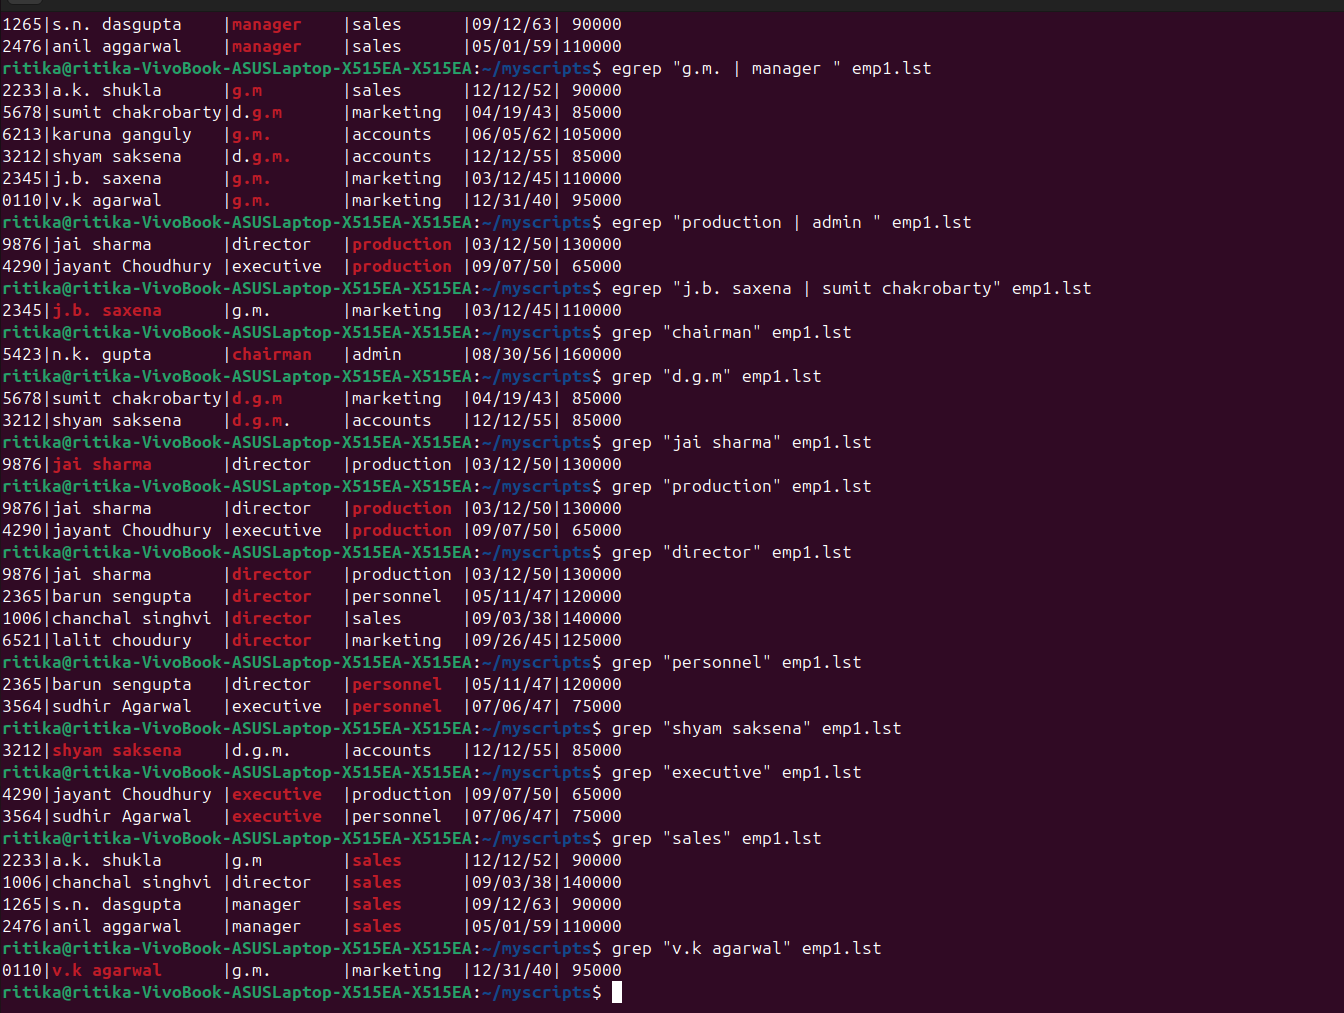 1265|s.n. dasgupta    |manager    |sales      |09/12/63| 90000
2476|anil aggarwal    |manager    |sales      |05/01/59|110000
ritika@ritika-VivoBook-ASUSLaptop-X515EA-X515EA:~/myscripts$ egrep "g.m. | manager " emp1.lst
2233|a.k. shukla      |g.m        |sales      |12/12/52| 90000
5678|sumit chakrobarty|d.g.m      |marketing  |04/19/43| 85000
6213|karuna ganguly   |g.m.       |accounts   |06/05/62|105000
3212|shyam saksena    |d.g.m.     |accounts   |12/12/55| 85000
2345|j.b. saxena      |g.m.       |marketing  |03/12/45|110000
0110|v.k agarwal      |g.m.       |marketing  |12/31/40| 95000
ritika@ritika-VivoBook-ASUSLaptop-X515EA-X515EA:~/myscripts$ egrep "production | admin " emp1.lst
9876|jai sharma       |director   |production |03/12/50|130000
4290|jayant Choudhury |executive  |production |09/07/50| 65000
ritika@ritika-VivoBook-ASUSLaptop-X515EA-X515EA:~/myscripts$ egrep "j.b. saxena | sumit chakrobarty" emp1.lst
2345|j.b. saxena      |g.m.       |marketing  |03/12/45|110000
ritika@ritika-VivoBook-ASUSLaptop-X515EA-X515EA:~/myscripts$ grep "chairman" emp1.lst
5423|n.k. gupta       |chairman   |admin      |08/30/56|160000
ritika@ritika-VivoBook-ASUSLaptop-X515EA-X515EA:~/myscripts$ grep "d.g.m" emp1.lst
5678|sumit chakrobarty|d.g.m      |marketing  |04/19/43| 85000
3212|shyam saksena    |d.g.m.     |accounts   |12/12/55| 85000
ritika@ritika-VivoBook-ASUSLaptop-X515EA-X515EA:~/myscripts$ grep "jai sharma" emp1.lst
9876|jai sharma       |director   |production |03/12/50|130000
ritika@ritika-VivoBook-ASUSLaptop-X515EA-X515EA:~/myscripts$ grep "production" emp1.lst
9876|jai sharma       |director   |production |03/12/50|130000
4290|jayant Choudhury |executive  |production |09/07/50| 65000
ritika@ritika-VivoBook-ASUSLaptop-X515EA-X515EA:~/myscripts$ grep "director" emp1.lst
9876|jai sharma       |director   |production |03/12/50|130000
2365|barun sengupta   |director   |personnel  |05/11/47|120000
1006|chanchal singhvi |director   |sales      |09/03/38|140000
6521|lalit choudury   |director   |marketing  |09/26/45|125000
ritika@ritika-VivoBook-ASUSLaptop-X515EA-X515EA:~/myscripts$ grep "personnel" emp1.lst
2365|barun sengupta   |director   |personnel  |05/11/47|120000
3564|sudhir Agarwal   |executive  |personnel  |07/06/47| 75000
ritika@ritika-VivoBook-ASUSLaptop-X515EA-X515EA:~/myscripts$ grep "shyam saksena" emp1.lst
3212|shyam saksena    |d.g.m.     |accounts   |12/12/55| 85000
ritika@ritika-VivoBook-ASUSLaptop-X515EA-X515EA:~/myscripts$ grep "executive" emp1.lst
4290|jayant Choudhury |executive  |production |09/07/50| 65000
3564|sudhir Agarwal   |executive  |personnel  |07/06/47| 75000
ritika@ritika-VivoBook-ASUSLaptop-X515EA-X515EA:~/myscripts$ grep "sales" emp1.lst
2233|a.k. shukla      |g.m        |sales      |12/12/52| 90000
1006|chanchal singhvi |director   |sales      |09/03/38|140000
1265|s.n. dasgupta    |manager    |sales      |09/12/63| 90000
2476|anil aggarwal    |manager    |sales      |05/01/59|110000
ritika@ritika-VivoBook-ASUSLaptop-X515EA-X515EA:~/myscripts$ grep "v.k agarwal" emp1.lst
0110|v.k agarwal      |g.m.       |marketing  |12/31/40| 95000
ritika@ritika-VivoBook-ASUSLaptop-X515EA-X515EA:~/myscripts$